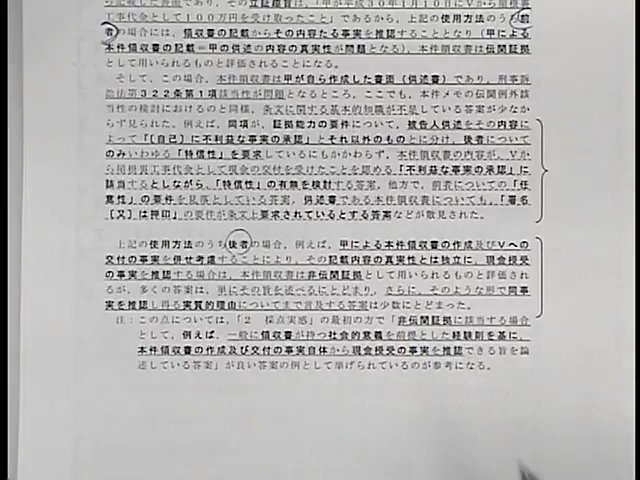 ら記載した書面であり、その立証趣旨は、「甲が平成30年1月10日にVから屋根裏
工事代金として100万円を受け取ったこと」であるから、上記の使用方法のうち前
者の場合には、領収書の記載からその内容たる事実を推認することとなり(甲による
本件領収書の記載＝甲の供述の内容の真実性が問題となる)、本件領収書は伝聞証拠
として用いられるものと評価されることになる。
そして、この場合、本件領収書は甲が自ら作成した書面(供述書)であり、刑事訴
訟法第322条第1項該当性が問題となるところ、ここでも、本件メモの伝聞例外該
当性の検討におけるのと同様、条文に関する基本的知識が不足している答案が少なか
らず見られた。例えば、同項が、証拠能力の要件について、被告人供述をその内容に
よって「[自己]に不利益な事実の承認」とそれ以外のものとに分け、後者について
のみいわゆる「特信性」を要求しているにもかかわらず、本件領収書の内容が、Vか
ら屋根裏工事代金として現金の交付を受けたことを認める「不利益な事実の承認」に
該当するとしながら、「特信性」の有無を検討する答案、他方で、前者についての「任
意性」の要件を見落としている答案、供述書である本件領収書についても、「署名
[又]は押印」の要件が条文上要求されているとする答案などが散見された。
上記の使用方法のうち後者の場合、例えば、甲による本件領収書の作成及びVへの
交付の事実を併せ考慮することにより、その記載内容の真実性とは独立に、現金授受
の事実を推認する場合は、本件領収書は非伝聞証拠として用いられるものと評価され
るが、多くの答案は、単にその旨を述べるにとどまり、さらに、そのような形で同事
実を推認し得る実質的理由についてまで言及する答案は少数にとどまった。
注：この点については、「2 採点実感」の最初の方で「非伝聞証拠に該当する場合
として、例えば、一般に領収書が持つ社会的意義を前提とした経験則を基に、
本件領収書の作成及び交付の事実自体から現金授受の事実を推認できる旨を論
述している答案」が良い答案の例として挙げられているのが参考になる。